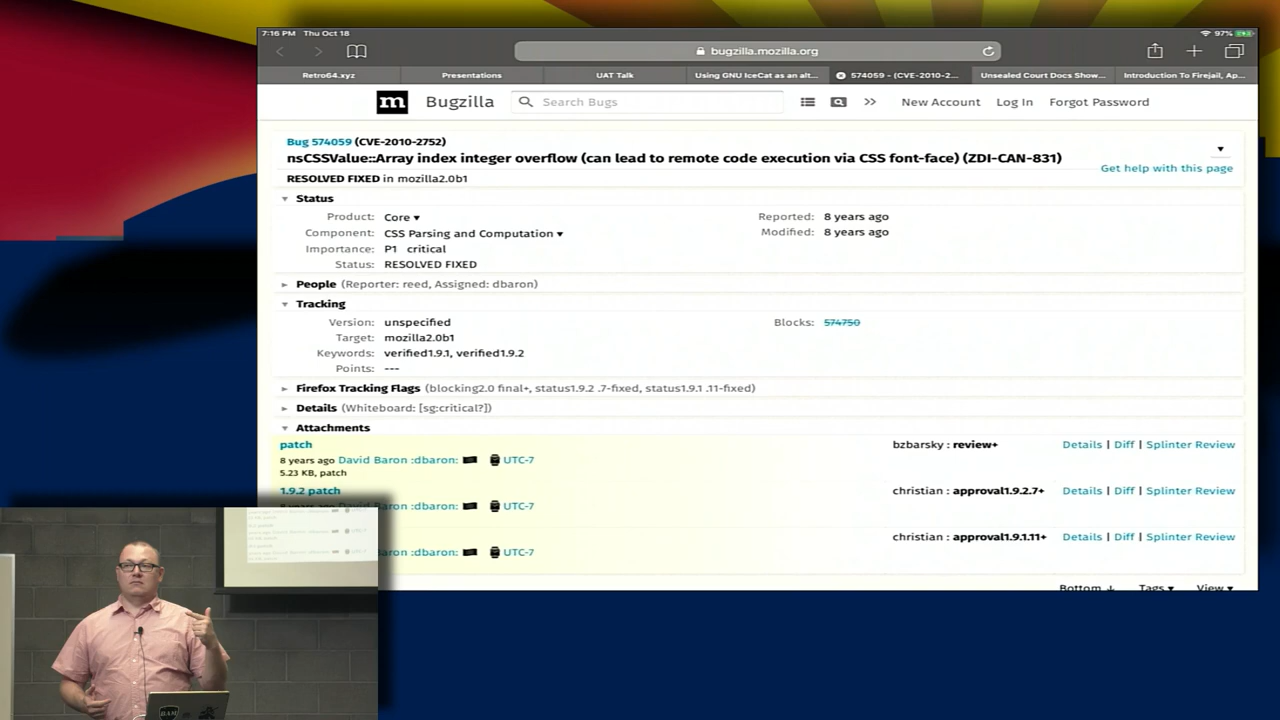 7:16 PM Thu Oct 18
97%
bugzilla.mozilla.org
Retro64.xyz
Presentations
UAT Talk
Using GNU IceCat as an alt...
574059 - (CVE-2010-2...
Unsealed Court Docs Show...
Introduction To Firejail, Ap...
m Bugzilla
Search Bugs
New Account
Log In
Forgot Password
Bug 574059 (CVE-2010-2752)
nsCSSValue::Array index integer overflow (can lead to remote code execution via CSS font-face) (ZDI-CAN-831)
Get help with this page
RESOLVED FIXED in mozilla2.0b1
Status
Product: Core
Reported: 8 years ago
Component: CSS Parsing and Computation
Modified: 8 years ago
Importance: P1 critical
Status: RESOLVED FIXED
People (Reporter: reed, Assigned: dbaron)
Tracking
Version: unspecified
Blocks: 574750
Target: mozilla2.0b1
Keywords: verified1.9.1, verified1.9.2
Points: ---
Firefox Tracking Flags (blocking2.0 final+, status1.9.2 .7-fixed, status1.9.1 .11-fixed)
Details (Whiteboard: [sg:critical?])
Attachments
patch
bzbarsky : review+
Details | Diff | Splinter Review
8 years ago David Baron :dbaron: UTC-7
5.23 KB, patch
1.9.2 patch
christian : approval1.9.2.7+
Details | Diff | Splinter Review
David Baron :dbaron: UTC-7
christian : approval1.9.1.11+
Details | Diff | Splinter Review
aron :dbaron: UTC-7
Bottom ↓ Tags View